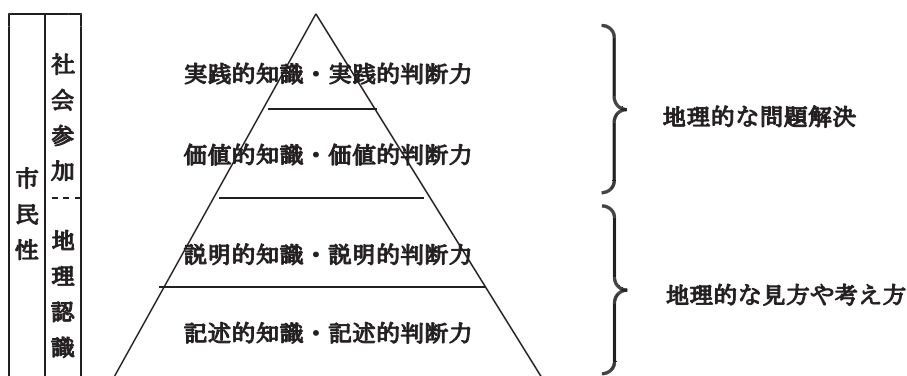 市民性
社会参加
地理認識
実践的知識・実践的判断力
価値的知識・価値的判断力
説明的知識・説明的判断力
記述的知識・記述的判断力
地理的な問題解決
地理的な見方や考え方